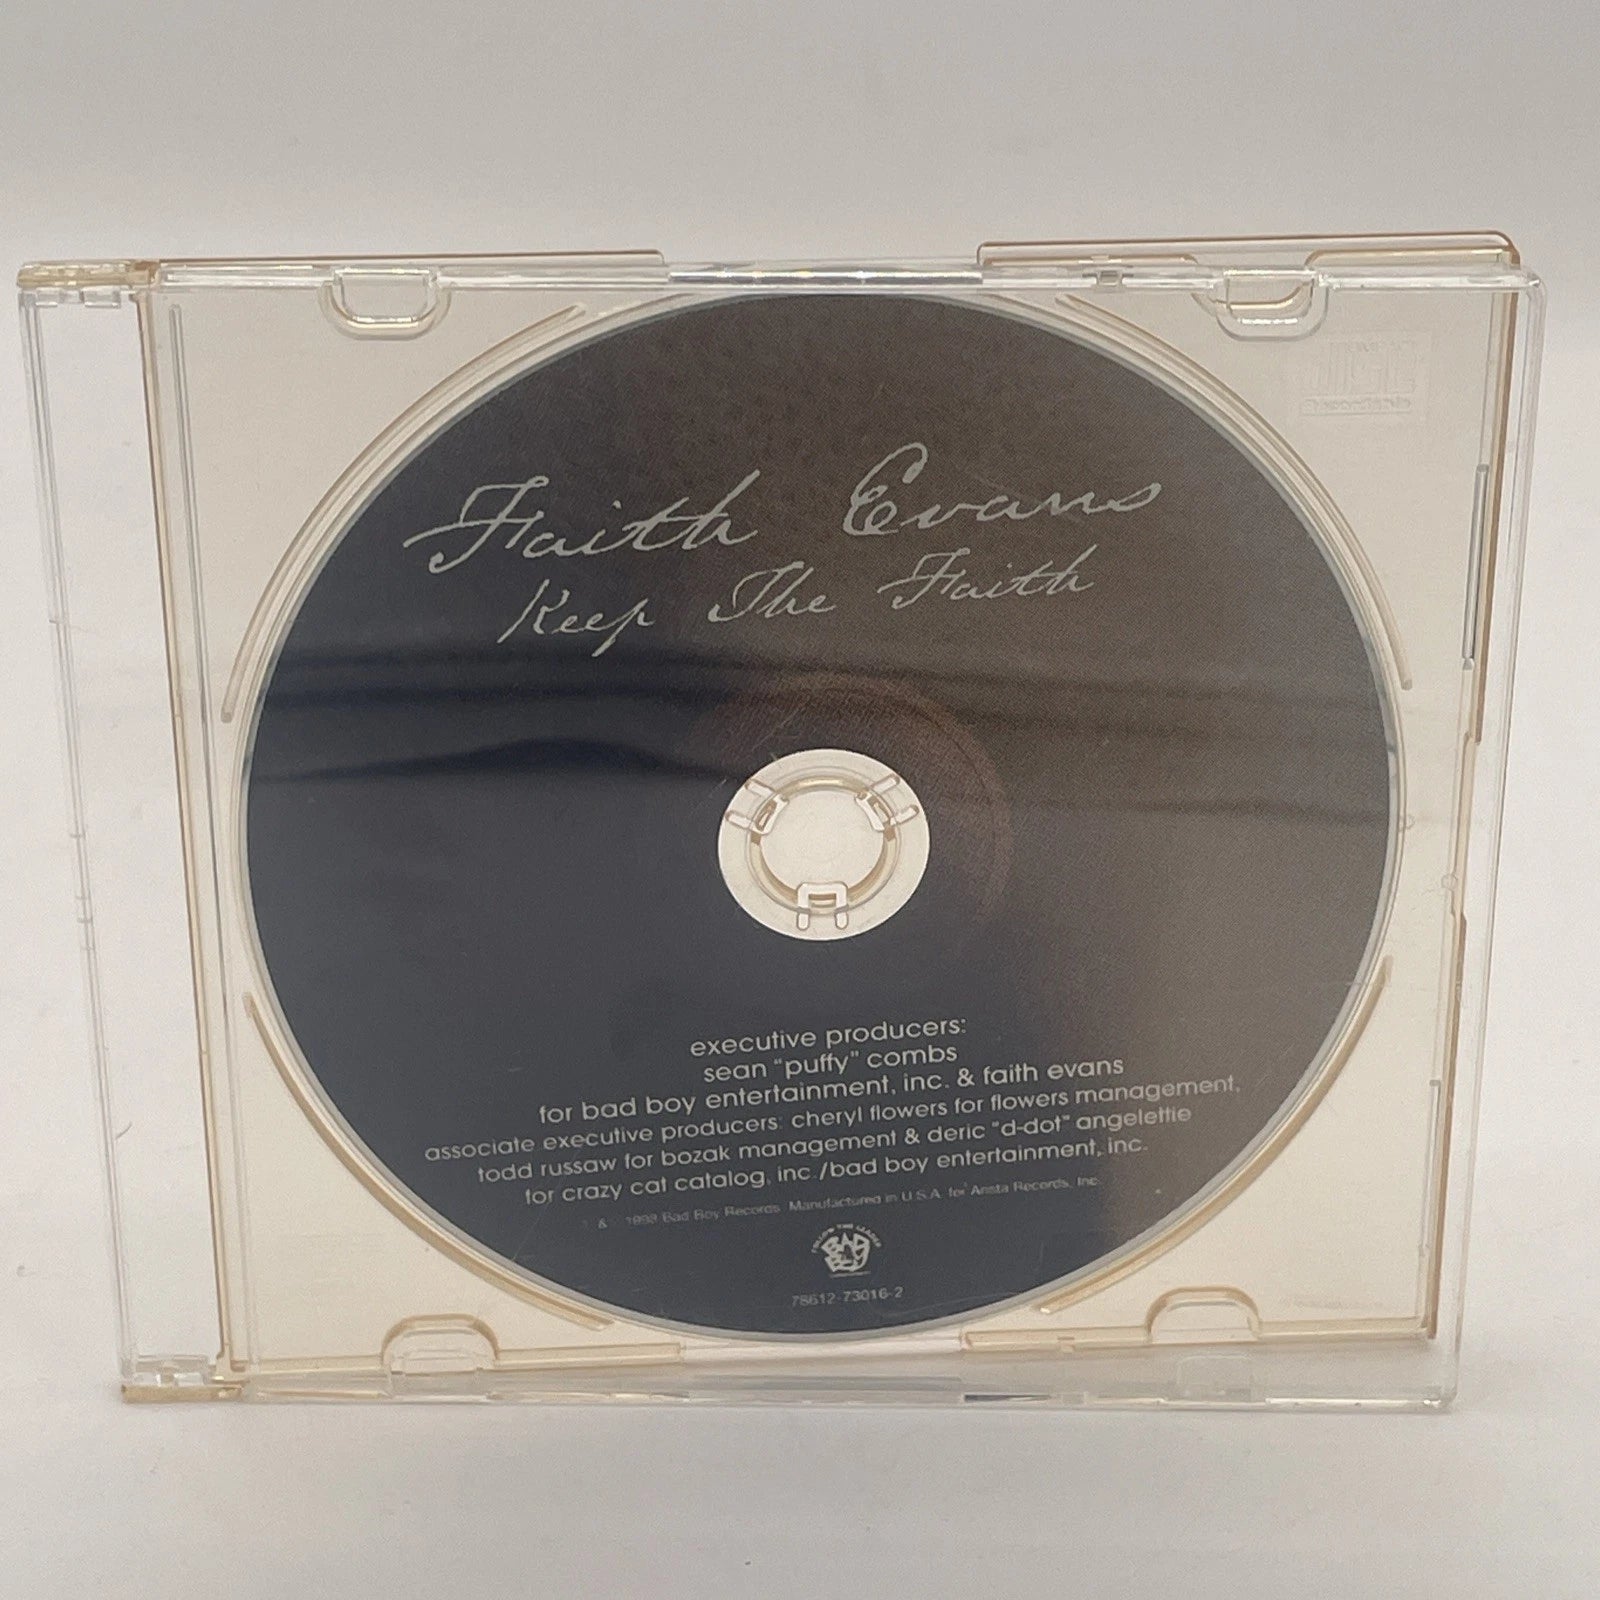 Faith Evans
Keep The Faith
executive producers:
sean "puffy" combs
for bad boy entertainment, inc. & faith evans
associate executive producers: cheryl flowers for flowers management,
todd russaw for bozak management & deric "d-dot" angelettie
for crazy cat catalog, inc./bad boy entertainment, inc.
& 1998 Bad Boy Records. Manufactured in U.S.A. for Arista Records, Inc.
BAD BOY
78612-73016-2